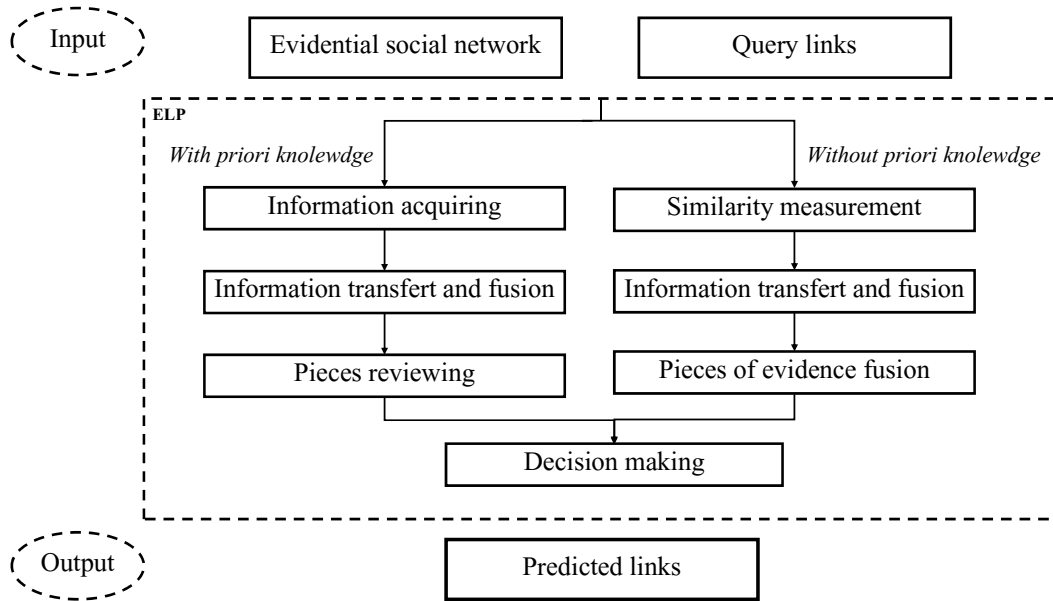 Input
Evidential social network
Query links
ELP
With priori knolewdge
Without priori knolewdge
Information acquiring
Similarity measurement
Information transfert and fusion
Information transfert and fusion
Pieces reviewing
Pieces of evidence fusion
Decision making
Output
Predicted links